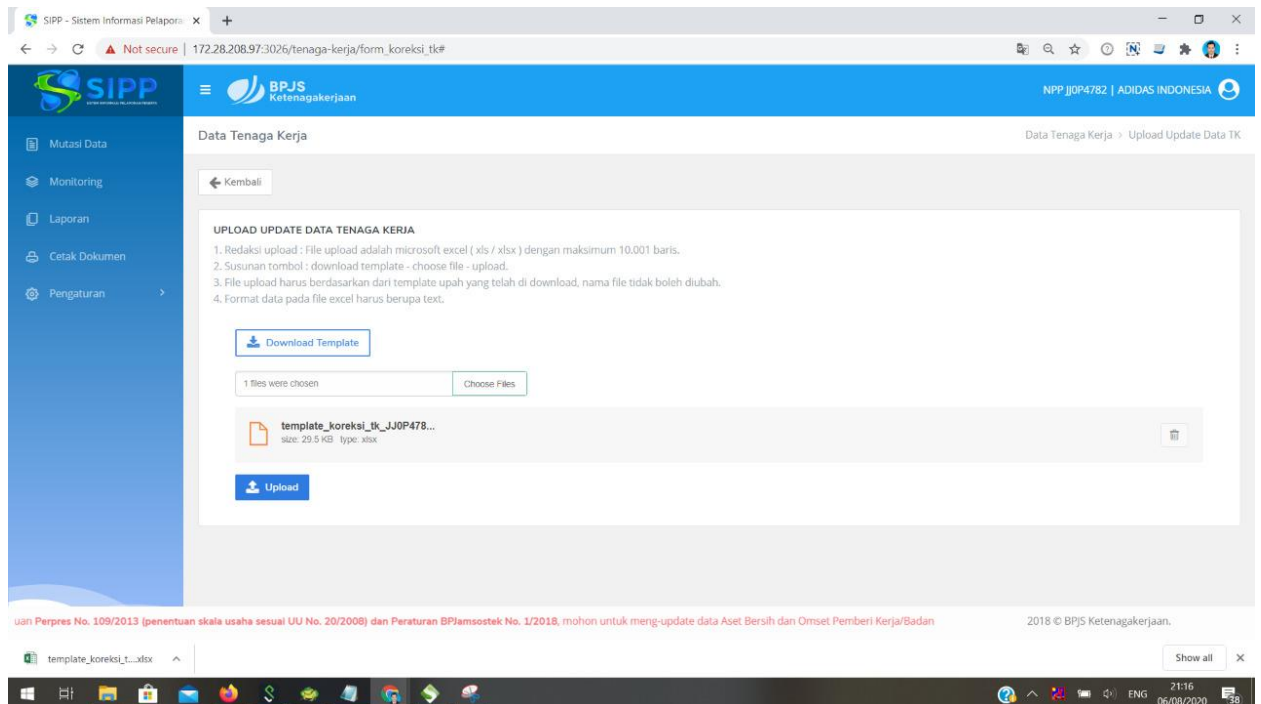 SIPP - Sistem Informasi Pelapora
Not secure | 172.28.208.97:3026/tenaga-kerja/form_koreksi_tk#
SIPP
BPJS
Ketenagakerjaan
NPP JJ0P4782 | ADIDAS INDONESIA
Mutasi Data
Monitoring
Laporan
Cetak Dokumen
Pengaturan
Data Tenaga Kerja
Data Tenaga Kerja > Upload Update Data TK
Kembali
UPLOAD UPDATE DATA TENAGA KERJA
1. Redaksi upload : File upload adalah microsoft excel ( xls / xlsx ) dengan maksimum 10.001 baris.
2. Susunan tombol : download template - choose file - upload.
3. File upload harus berdasarkan dari template upah yang telah di download, nama file tidak boleh diubah.
4. Format data pada file excel harus berupa text.
Download Template
1 files were chosen
Choose Files
template_koreksi_tk_JJ0P478...
size: 29.5 KB type: xlsx
Upload
uan Perpres No. 109/2013 (penentuan skala usaha sesuai UU No. 20/2008) dan Peraturan BPJamsostek No. 1/2018, mohon untuk meng-update data Aset Bersih dan Omset Pemberi Kerja/Badan
2018 © BPJS Ketenagakerjaan.
template_koreksi_t....xlsx
Show all
ENG
21:16
06/08/2020
38